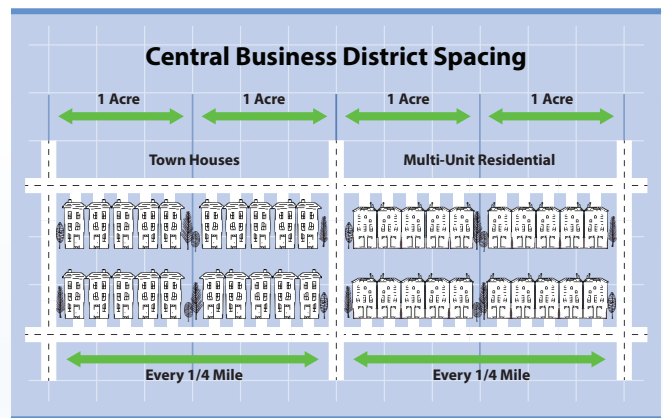 Central Business District Spacing
1 Acre 1 Acre 1 Acre 1 Acre
Town Houses Multi-Unit Residential
Every 1/4 Mile Every 1/4 Mile